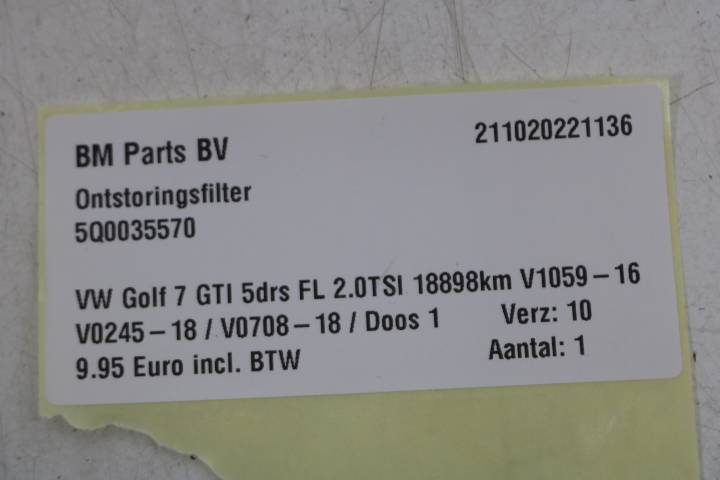 BM Parts BV 211020221136
Ontstoringsfilter
5Q0035570
VW Golf 7 GTI 5drs FL 2.0TSI 18898km V1059-16
V0245-18 / V0708-18 / Doos 1 Verz: 10
9.95 Euro incl. BTW Aantal: 1